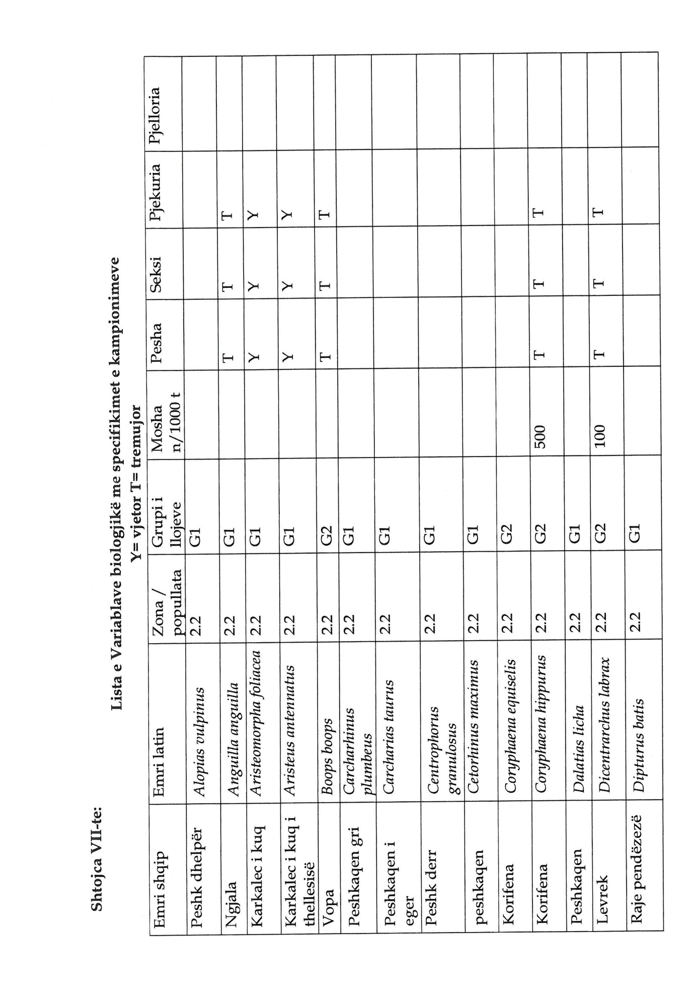 Shtojca VII-te:
Lista e Variablave biologjikë me specifikimet e kampionimeve
Y= vjetor T= tremujor
Emri shqip Emri latin Zona / popullata Grupi i llojeve Mosha n/1000 t Pesha Seksi Pjekuria Pjelloria
Peshk dhelpër Alopias vulpinus 2.2 G1
Ngjala Anguilla anguilla 2.2 G1 T T T
Karkalec i kuq Aristeomorpha foliacea 2.2 G1 Y Y Y
Karkalec i kuq i thellesisë Aristeus antennatus 2.2 G1 Y Y Y
Vopa Boops boops 2.2 G2 T T T
Peshkaqen gri Carcharhinus plumbeus 2.2 G1
Peshkaqen i eger Carcharias taurus 2.2 G1
Peshk derr Centrophorus granulosus 2.2 G1
peshkaqen Cetorhinus maximus 2.2 G1
Korifena Coryphaena equiselis 2.2 G2
Korifena Coryphaena hippurus 2.2 G2 500 T T T
Peshkaqen Dalatias licha 2.2 G1
Levrek Dicentrarchus labrax 2.2 G2 100 T T T
Raje pendëzezë Dipturus batis 2.2 G1